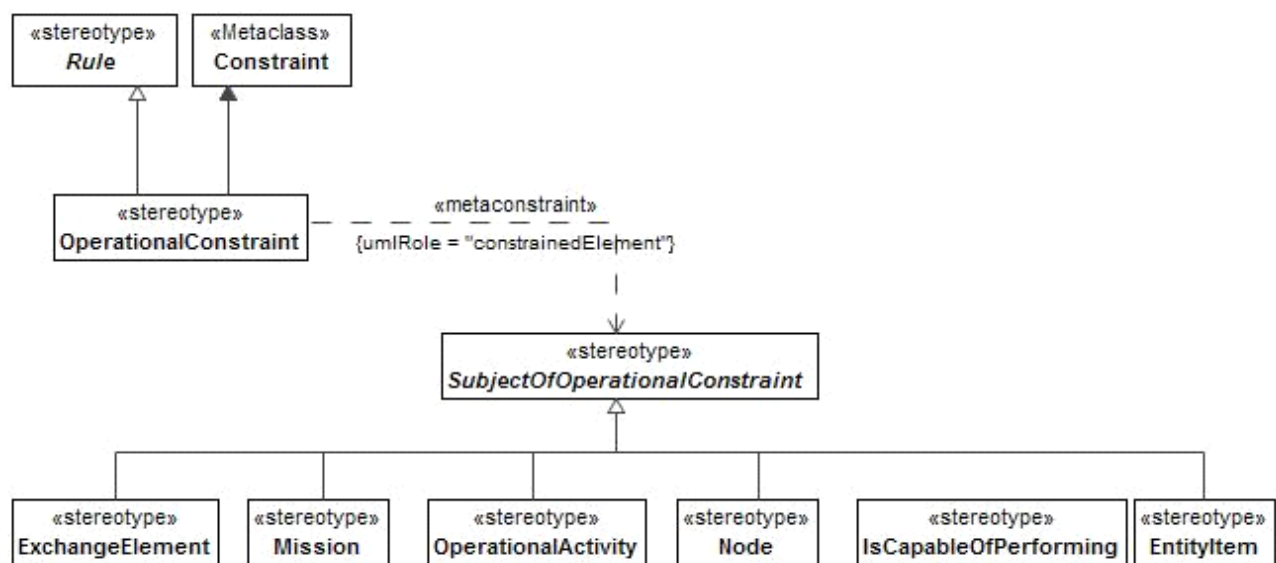 «stereotype»
Rule
«Metaclass»
Constraint
«stereotype»
OperationalConstraint
«metaconstraint»
{umlRole = "constrainedElement"}
«stereotype»
SubjectOfOperationalConstraint
«stereotype»
ExchangeElement
«stereotype»
Mission
«stereotype»
OperationalActivity
«stereotype»
Node
«stereotype»
IsCapableOfPerforming
«stereotype»
EntityItem